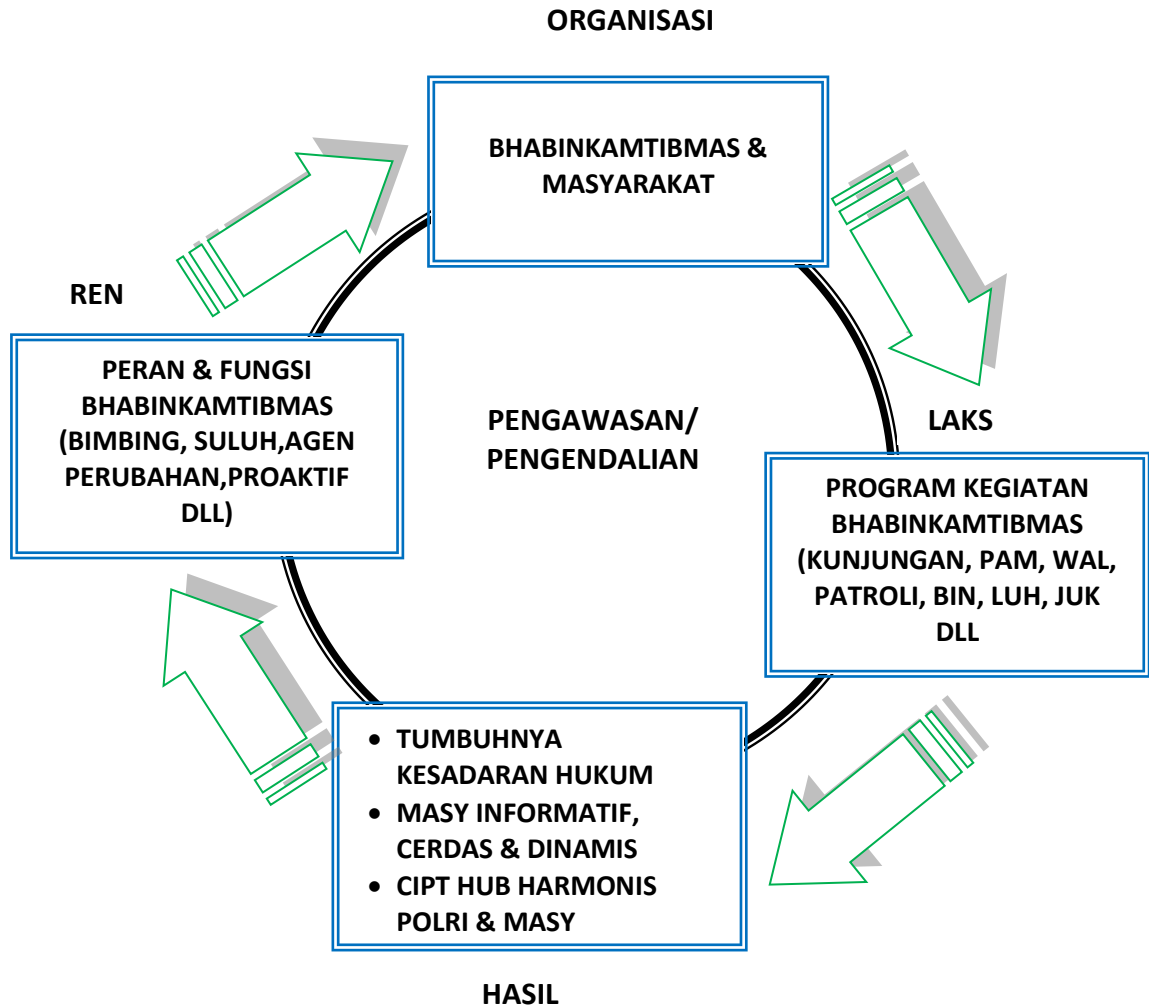 ORGANISASI
BHABINKAMTIBMAS &
MASYARAKAT
REN
PERAN & FUNGSI
BHABINKAMTIBMAS
(BIMBING, SULUH,AGEN
PERUBAHAN,PROAKTIF
DLL)
PENGAWASAN/
PENGENDALIAN
LAKS
PROGRAM KEGIATAN
BHABINKAMTIBMAS
(KUNJUNGAN, PAM, WAL,
PATROLI, BIN, LUH, JUK
DLL
• TUMBUHNYA
KESADARAN HUKUM
• MASY INFORMATIF,
CERDAS & DINAMIS
• CIPT HUB HARMONIS
POLRI & MASY
HASIL